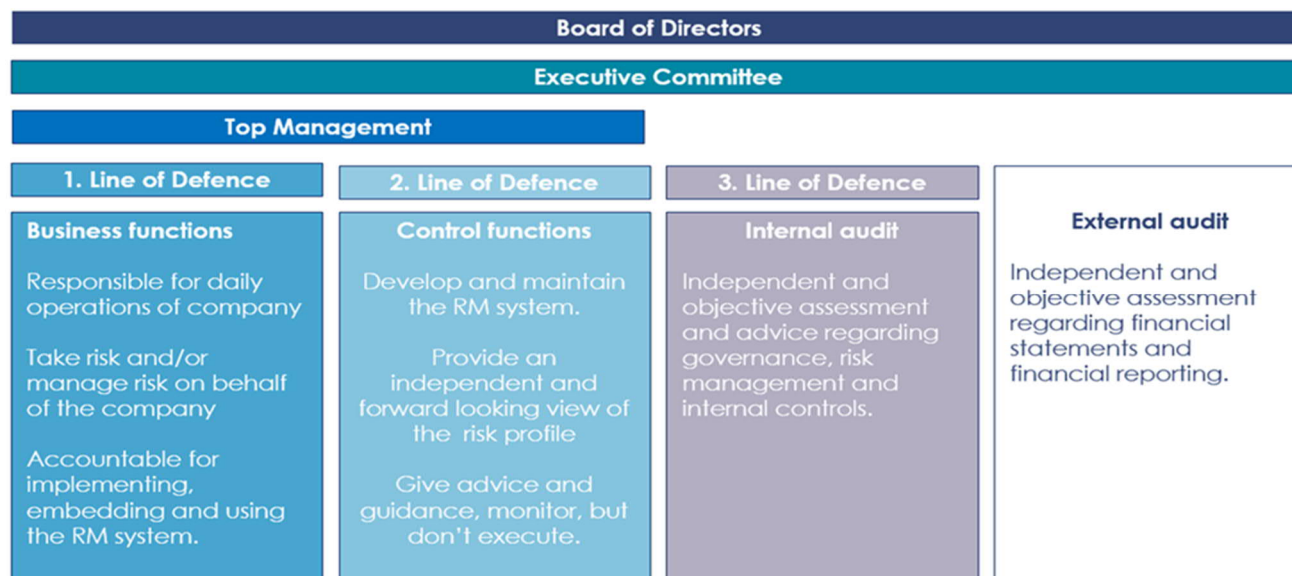 Board of Directors
Executive Committee
Top Management
1. Line of Defence
Business functions
Responsible for daily
operations of company
Take risk and/or
manage risk on behalf
of the company
Accountable for
implementing,
embedding and using
the RM system.
2. Line of Defence
Control functions
Develop and maintain
the RM system.
Provide an
independent and
forward looking view of
the risk profile
Give advice and
guidance, monitor, but
don't execute.
3. Line of Defence
Internal audit
Independent and
objective assessment
and advice regarding
governance, risk
management and
internal controls.
External audit
Independent and
objective assessment
regarding financial
statements and
financial reporting.